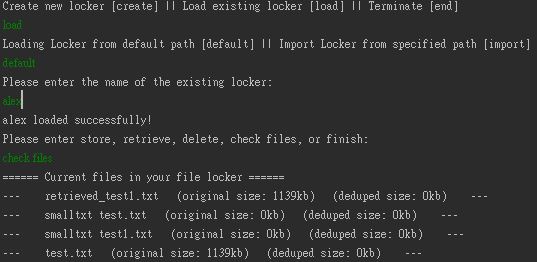 Create new locker [create] || Load existing locker [load] || Terminate [end]
load
Loading Locker from default path [default] || Import Locker from specified path [import]
default
Please enter the name of the existing locker:
alex
alex loaded successfully!
Please enter store, retrieve, delete, check files, or finish:
check files
====== Current files in your file locker ======
--- retrieved_test1.txt (original size: 1139kb) (deduped size: 0kb) ---
--- smalltxt test.txt (original size: 0kb) (deduped size: 0kb) ---
--- smalltxt test1.txt (original size: 0kb) (deduped size: 0kb) ---
--- test.txt (original size: 1139kb) (deduped size: 0kb) ---